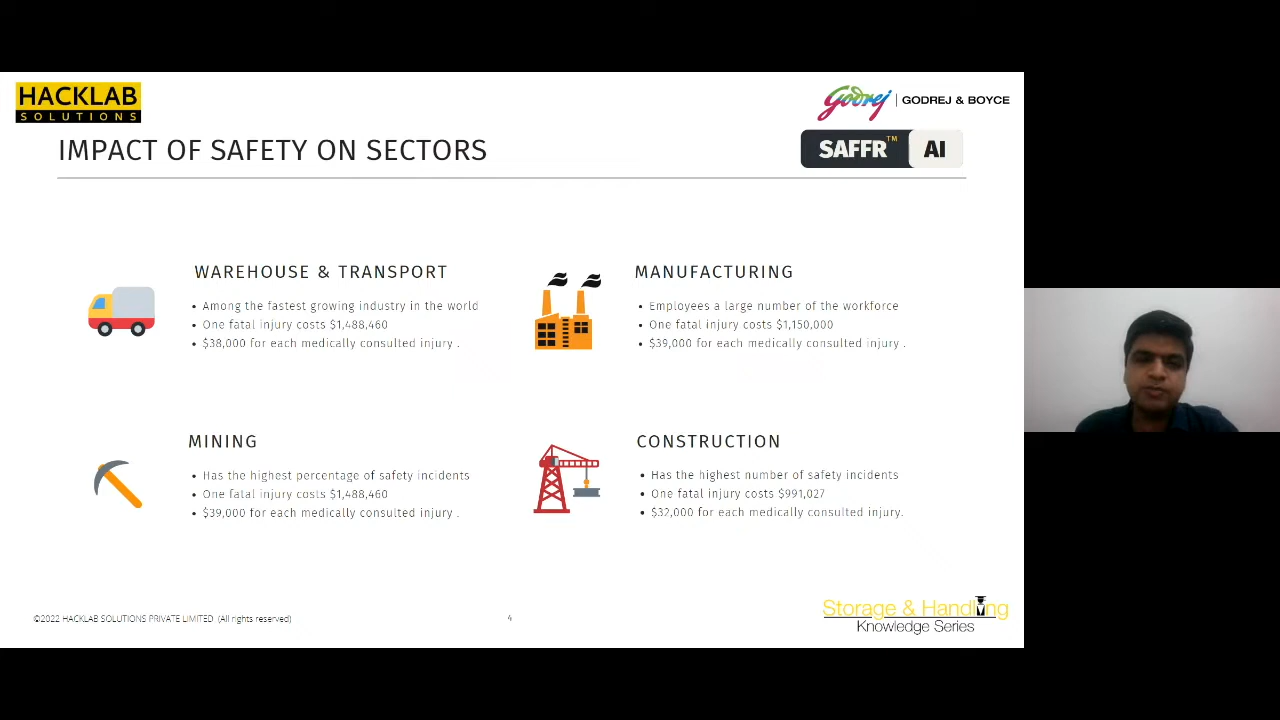 HACKLAB
SOLUTIONS
Godrej | GODREJ & BOYCE
IMPACT OF SAFETY ON SECTORS
SAFFR™ AI
WAREHOUSE & TRANSPORT
• Among the fastest growing industry in the world
• One fatal injury costs $1,488,460
• $38,000 for each medically consulted injury .
MANUFACTURING
• Employees a large number of the workforce
• One fatal injury costs $1,150,000
• $39,000 for each medically consulted injury .
MINING
• Has the highest percentage of safety incidents
• One fatal injury costs $1,488,460
• $39,000 for each medically consulted injury .
CONSTRUCTION
• Has the highest number of safety incidents
• One fatal injury costs $991,027
• $32,000 for each medically consulted injury.
©2022 HACKLAB SOLUTIONS PRIVATE LIMITED (All rights reserved)
4
Storage & Handling
Knowledge Series